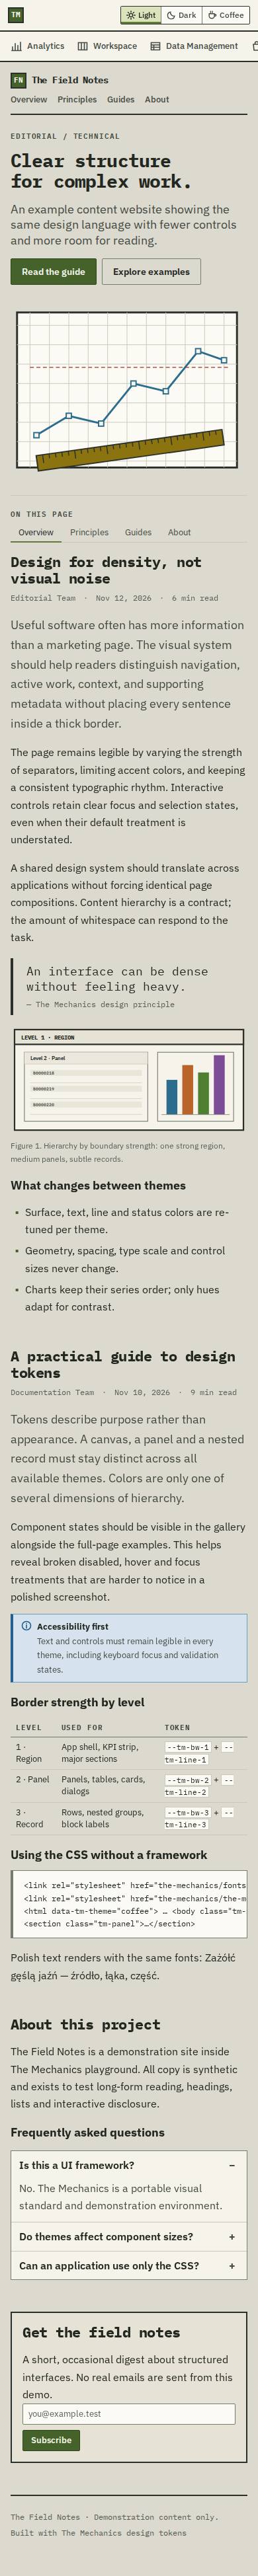 TM
Light Dark Coffee
Analytics Workspace Data Management
FN The Field Notes
Overview Principles Guides About
EDITORIAL / TECHNICAL
Clear structure
for complex work.
An example content website showing the
same design language with fewer controls
and more room for reading.
Read the guide Explore examples
ON THIS PAGE
Overview Principles Guides About
Design for density, not
visual noise
Editorial Team · Nov 12, 2026 · 6 min read
Useful software often has more information
than a marketing page. The visual system
should help readers distinguish navigation,
active work, context, and supporting
metadata without placing every sentence
inside a thick border.
The page remains legible by varying the strength
of separators, limiting accent colors, and keeping
a consistent typographic rhythm. Interactive
controls retain clear focus and selection states,
even when their default treatment is
understated.
A shared design system should translate across
applications without forcing identical page
compositions. Content hierarchy is a contract;
the amount of whitespace can respond to the
task.
An interface can be dense
without feeling heavy.
— The Mechanics design principle
LEVEL 1 · REGION
Level 2 · Panel
Figure 1. Hierarchy by boundary strength: one strong region,
medium panels, subtle records.
What changes between themes
▪ Surface, text, line and status colors are re-
tuned per theme.
▪ Geometry, spacing, type scale and control
sizes never change.
▪ Charts keep their series order; only hues
adapt for contrast.
A practical guide to design
tokens
Documentation Team · Nov 10, 2026 · 9 min read
Tokens describe purpose rather than
appearance. A canvas, a panel and a nested
record must stay distinct across all
available themes. Colors are only one of
several dimensions of hierarchy.
Component states should be visible in the gallery
alongside the full-page examples. This helps
reveal broken disabled, hover and focus
treatments that are harder to notice in a
polished screenshot.
Accessibility first
Text and controls must remain legible in every
theme, including keyboard focus and validation
states.
Border strength by level
LEVEL USED FOR TOKEN
1 · Region App shell, KPI strip, major sections --tm-bw-1 + --tm-line-1
2 · Panel Panels, tables, cards, dialogs --tm-bw-2 + --tm-line-2
3 · Record Rows, nested groups, block labels --tm-bw-3 + --tm-line-3
Using the CSS without a framework
<link rel="stylesheet" href="the-mechanics/fonts
<link rel="stylesheet" href="the-mechanics/the-m
<html data-tm-theme="coffee"> … <body class="tm-
<section class="tm-panel">…</section>
Polish text renders with the same fonts: Zażółć
gęślą jaźń — źródło, łąka, część.
About this project
The Field Notes is a demonstration site inside
The Mechanics playground. All copy is synthetic
and exists to test long-form reading, headings,
lists and interactive disclosure.
Frequently asked questions
Is this a UI framework? −
No. The Mechanics is a portable visual
standard and demonstration environment.
Do themes affect component sizes? +
Can an application use only the CSS? +
Get the field notes
A short, occasional digest about structured
interfaces. No real emails are sent from this
demo.
you@example.test
Subscribe
The Field Notes · Demonstration content only.
Built with The Mechanics design tokens